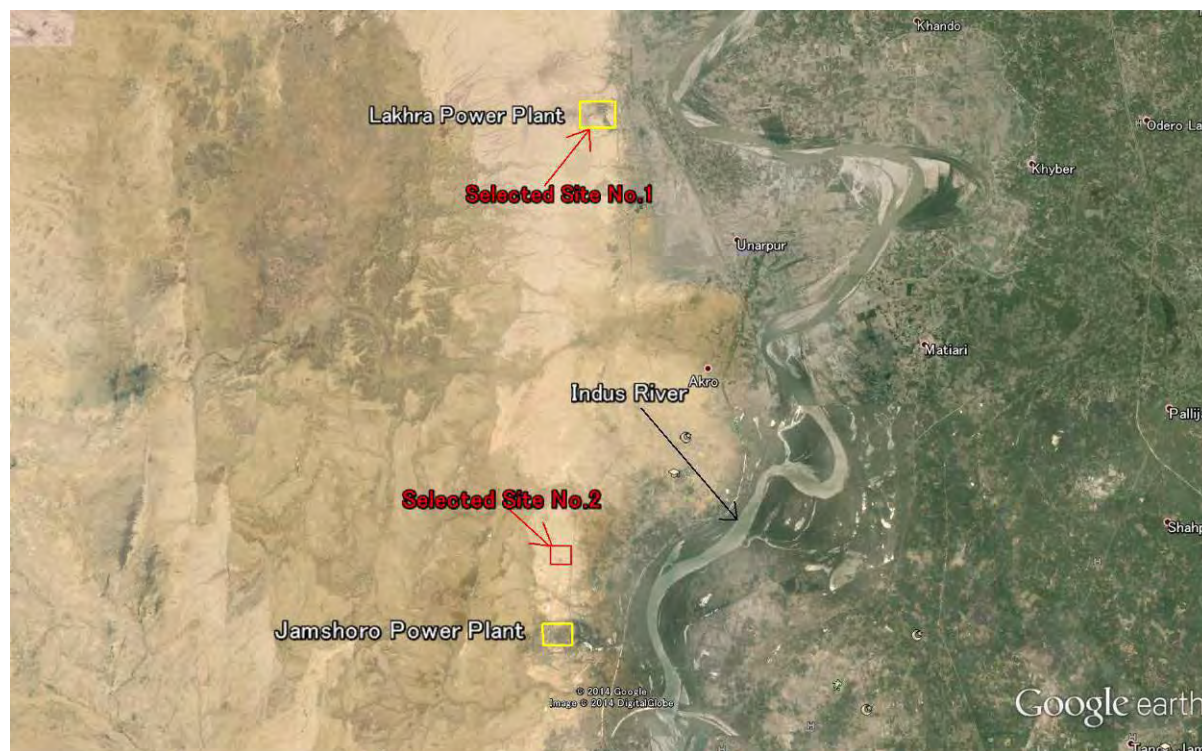 Khando
Lakhra Power Plant
Odero La
Khyber
Selected Site No.1
Unarpur
Matiari
Akro
Indus River
Pallij
Selected Site No.2
Shahp
H
Jamshoro Power Plant
© 2014 Google
Image © 2014 DigitalGlobe
Google earth
H